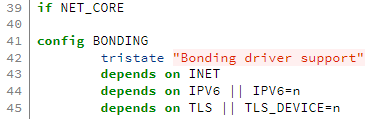 39 if NET_CORE
40
41 config BONDING
42 tristate "Bonding driver support"
43 depends on INET
44 depends on IPV6 || IPV6=n
45 depends on TLS || TLS_DEVICE=n